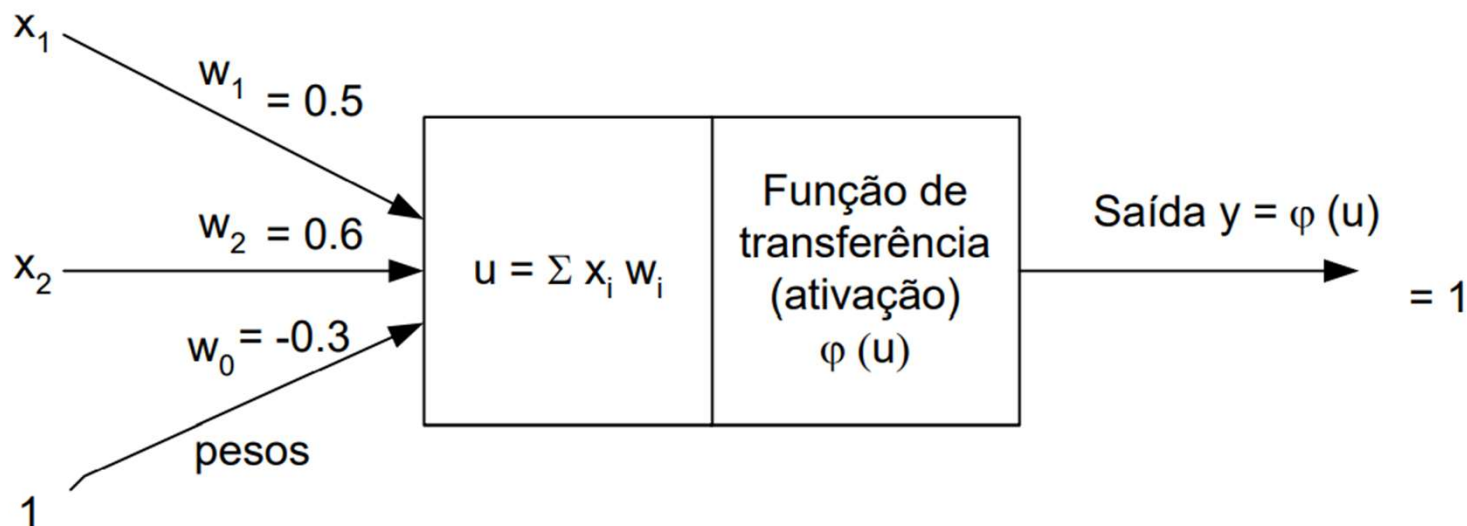 x₁
w₁ = 0.5
w₂ = 0.6
x₂
w₀ = -0.3
pesos
1
u = Σ xᵢ wᵢ
Função de
transferência
(ativação)
φ (u)
Saída y = φ (u)
= 1